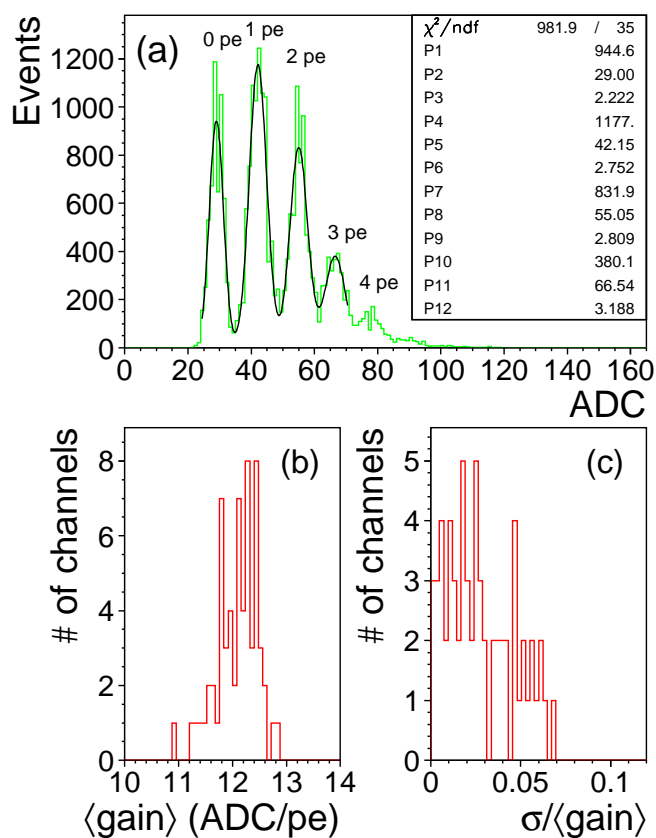 (a)
0 pe
1 pe
2 pe
3 pe
4 pe
Events
1200
1000
800
600
400
200
0
0 20 40 60 80 100 120 140 160
ADC
χ²/ndf 981.9 / 35
P1 944.6
P2 29.00
P3 2.222
P4 1177.
P5 42.15
P6 2.752
P7 831.9
P8 55.05
P9 2.809
P10 380.1
P11 66.54
P12 3.188
(b)
# of channels
8
6
4
2
0
10 11 12 13 14
⟨gain⟩ (ADC/pe)
(c)
# of channels
5
4
3
2
1
0
0 0.05 0.1
σ/⟨gain⟩